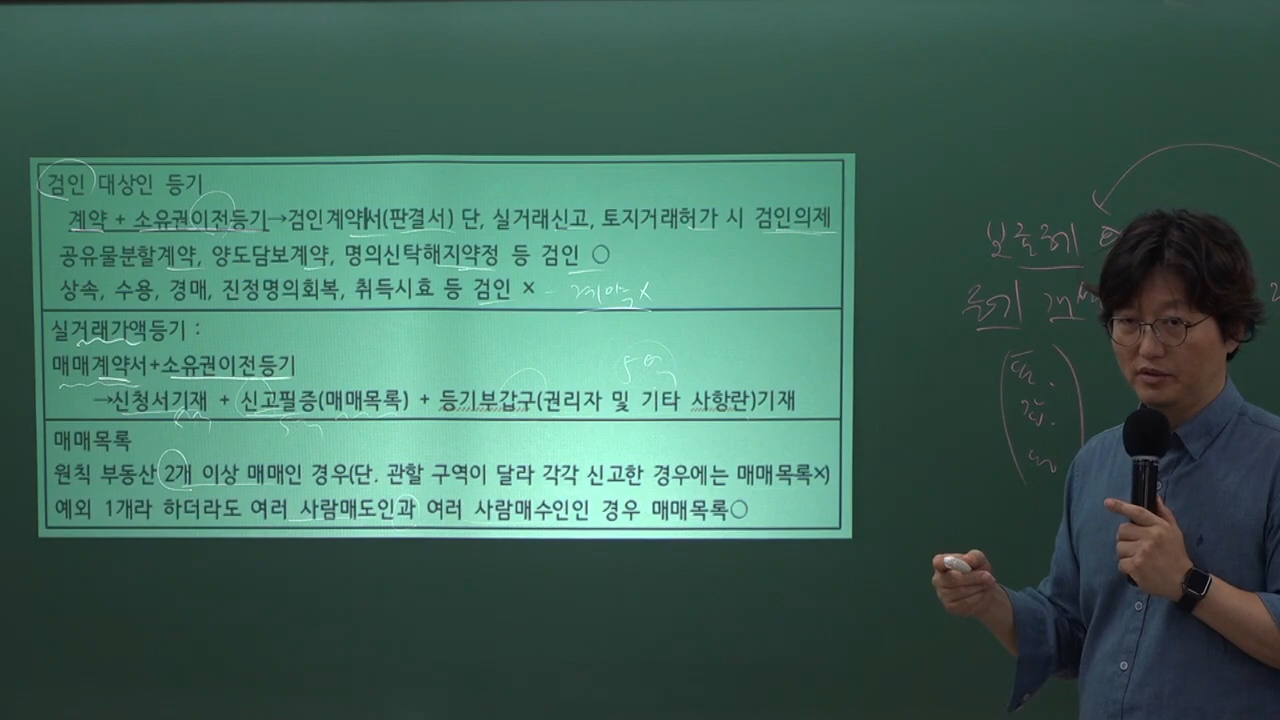 검인 대상인 등기
계약 + 소유권이전등기→검인계약서(판결서) 단, 실거래신고, 토지거래허가 시 검인의제
공유물분할계약, 양도담보계약, 명의신탁해지약정 등 검인 ○
상속, 수용, 경매, 진정명의회복, 취득시효 등 검인 × - 계약x
실거래가액등기 :
매매계약서+소유권이전등기
5억
→신청서기재 + 신고필증(매매목록) + 등기부갑구(권리자 및 기타 사항란)기재
매매목록
원칙 부동산 2개 이상 매매인 경우(단. 관할 구역이 달라 각각 신고한 경우에는 매매목록×)
예외 1개라 하더라도 여러 사람매도인과 여러 사람매수인인 경우 매매목록○
등기